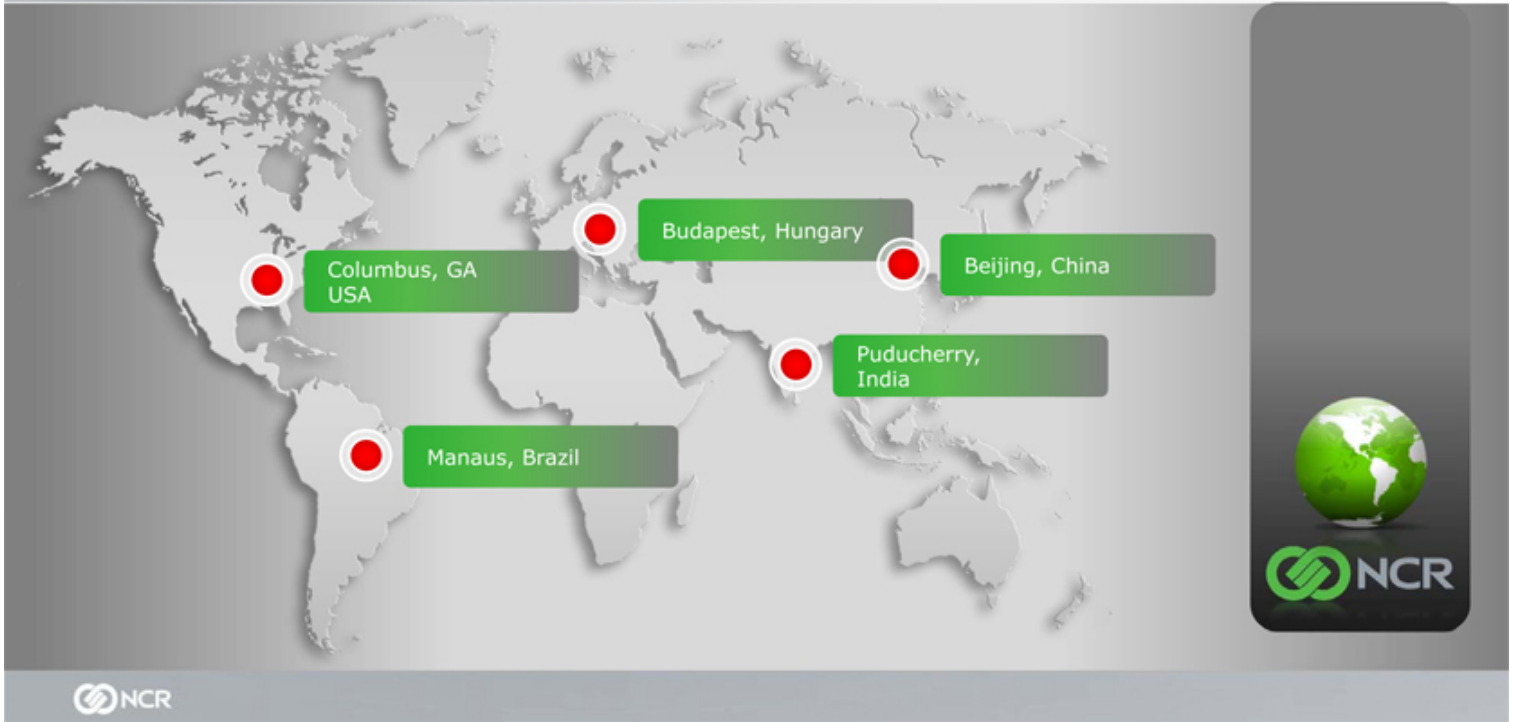 Budapest, Hungary
Columbus, GA
USA
Beijing, China
Puducherry,
India
Manaus, Brazil
NCR
NCR